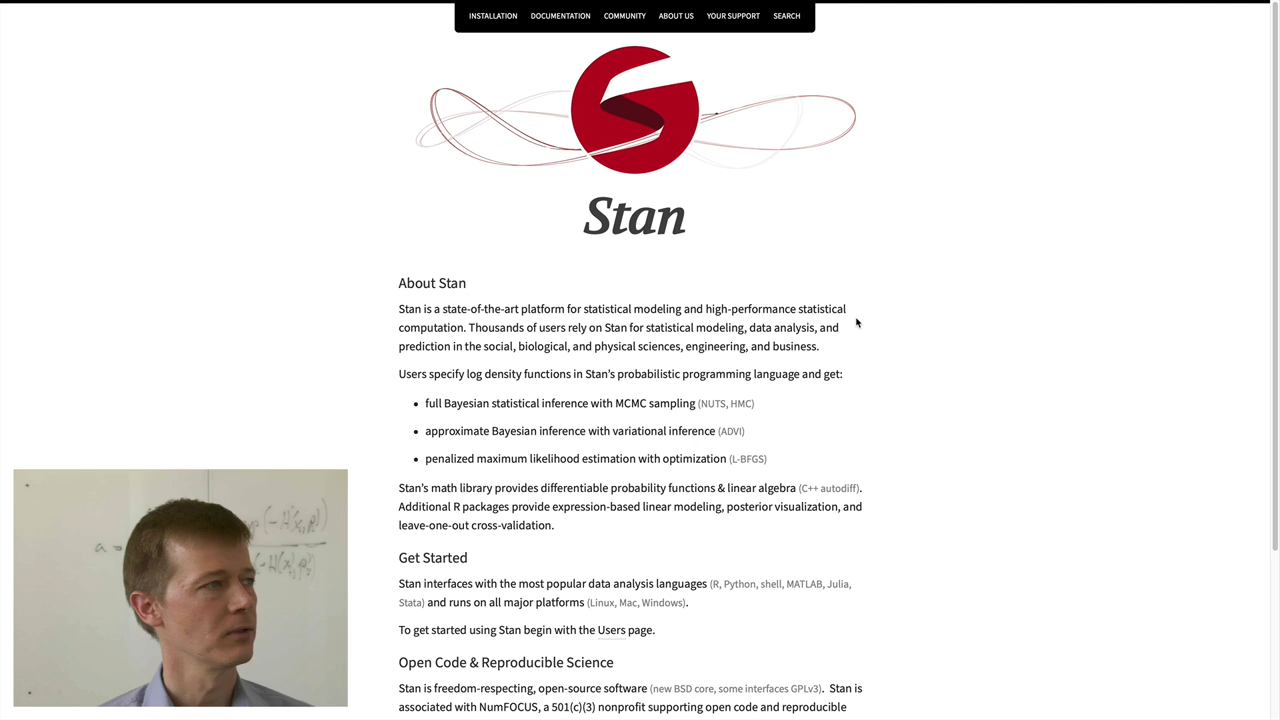 INSTALLATION DOCUMENTATION COMMUNITY ABOUT US YOUR SUPPORT SEARCH
Stan
About Stan
Stan is a state-of-the-art platform for statistical modeling and high-performance statistical
computation. Thousands of users rely on Stan for statistical modeling, data analysis, and
prediction in the social, biological, and physical sciences, engineering, and business.
Users specify log density functions in Stan’s probabilistic programming language and get:
• full Bayesian statistical inference with MCMC sampling (NUTS, HMC)
• approximate Bayesian inference with variational inference (ADVI)
• penalized maximum likelihood estimation with optimization (L-BFGS)
Stan’s math library provides differentiable probability functions & linear algebra (C++ autodiff).
Additional R packages provide expression-based linear modeling, posterior visualization, and
leave-one-out cross-validation.
Get Started
Stan interfaces with the most popular data analysis languages (R, Python, shell, MATLAB, Julia,
Stata) and runs on all major platforms (Linux, Mac, Windows).
To get started using Stan begin with the Users page.
Open Code & Reproducible Science
Stan is freedom-respecting, open-source software (new BSD core, some interfaces GPLv3). Stan is
associated with NumFOCUS, a 501(c)(3) nonprofit supporting open code and reproducible
a =